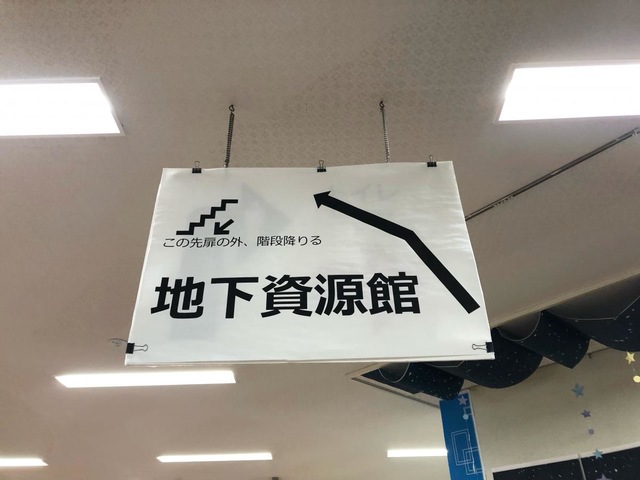 この先扉の外、階段降りる
地下資源館